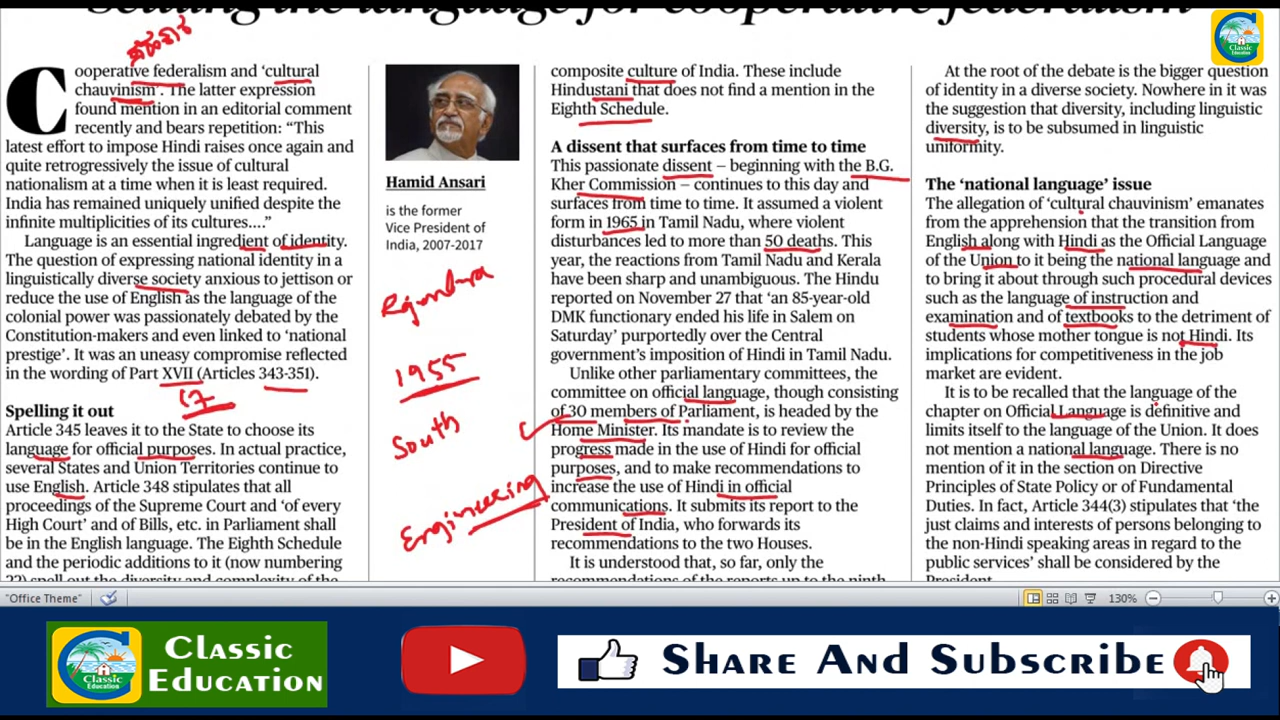 Setting the language for cooperative federalism
Classic
Education
Cooperative federalism and ‘cultural
chauvinism’. The latter expression
found mention in an editorial comment
recently and bears repetition: “This
latest effort to impose Hindi raises once again and
quite retrogressively the issue of cultural
nationalism at a time when it is least required.
India has remained uniquely unified despite the
infinite multiplicities of its cultures....”
Language is an essential ingredient of identity.
The question of expressing national identity in a
linguistically diverse society anxious to jettison or
reduce the use of English as the language of the
colonial power was passionately debated by the
Constitution-makers and even linked to ‘national
prestige’. It was an uneasy compromise reflected
in the wording of Part XVII (Articles 343-351).
17
Spelling it out
Article 345 leaves it to the State to choose its
language for official purposes. In actual practice,
several States and Union Territories continue to
use English. Article 348 stipulates that all
proceedings of the Supreme Court and ‘of every
High Court’ and of Bills, etc. in Parliament shall
be in the English language. The Eighth Schedule
and the periodic additions to it (now numbering
22) spell out the diversity and complexity of the
Hamid Ansari
is the former
Vice President of
India, 2007-2017
1955
South
Engineering
composite culture of India. These include
Hindustani that does not find a mention in the
Eighth Schedule.
A dissent that surfaces from time to time
This passionate dissent — beginning with the B.G.
Kher Commission — continues to this day and
surfaces from time to time. It assumed a violent
form in 1965 in Tamil Nadu, where violent
disturbances led to more than 50 deaths. This
year, the reactions from Tamil Nadu and Kerala
have been sharp and unambiguous. The Hindu
reported on November 27 that ‘an 85-year-old
DMK functionary ended his life in Salem on
Saturday’ purportedly over the Central
government’s imposition of Hindi in Tamil Nadu.
Unlike other parliamentary committees, the
committee on official language, though consisting
of 30 members of Parliament, is headed by the
Home Minister. Its mandate is to review the
progress made in the use of Hindi for official
purposes, and to make recommendations to
increase the use of Hindi in official
communications. It submits its report to the
President of India, who forwards its
recommendations to the two Houses.
It is understood that, so far, only the
recommendations of the reports up to the ninth
At the root of the debate is the bigger question
of identity in a diverse society. Nowhere in it was
the suggestion that diversity, including linguistic
diversity, is to be subsumed in linguistic
uniformity.
The ‘national language’ issue
The allegation of ‘cultural chauvinism’ emanates
from the apprehension that the transition from
English along with Hindi as the Official Language
of the Union to it being the national language and
to bring it about through such procedural devices
such as the language of instruction and
examination and of textbooks to the detriment of
students whose mother tongue is not Hindi. Its
implications for competitiveness in the job
market are evident.
It is to be recalled that the language of the
chapter on Official Language is definitive and
limits itself to the language of the Union. It does
not mention a national language. There is no
mention of it in the section on Directive
Principles of State Policy or of Fundamental
Duties. In fact, Article 344(3) stipulates that ‘the
just claims and interests of persons belonging to
the non-Hindi speaking areas in regard to the
public services’ shall be considered by the
President
"Office Theme"
130%
Classic
Education
Share And Subscribe